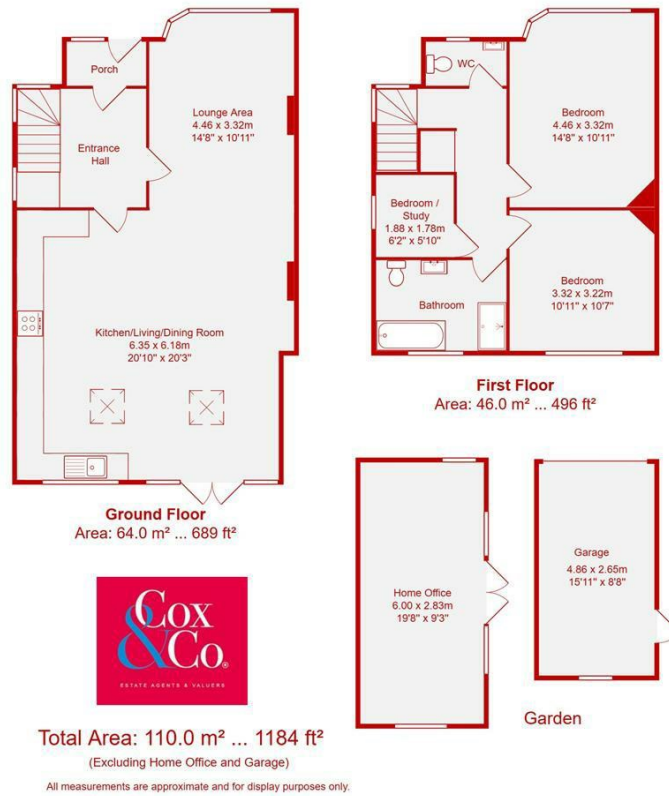 Porch
Lounge Area
4.46 x 3.32m
14'8" x 10'11"
Entrance
Hall
Kitchen/Living/Dining Room
6.35 x 6.18m
20'10" x 20'3"
Ground Floor
Area: 64.0 m² ... 689 ft²
WC
Bedroom
4.46 x 3.32m
14'8" x 10'11"
Bedroom /
Study
1.88 x 1.78m
6'2" x 5'10"
Bedroom
3.32 x 3.22m
10'11" x 10'7"
Bathroom
First Floor
Area: 46.0 m² ... 496 ft²
Home Office
6.00 x 2.83m
19'8" x 9'3"
Garage
4.86 x 2.65m
15'11" x 8'8"
Garden
Cox
& Co.®
ESTATE AGENTS & VALUERS
Total Area: 110.0 m² ... 1184 ft²
(Excluding Home Office and Garage)
All measurements are approximate and for display purposes only.